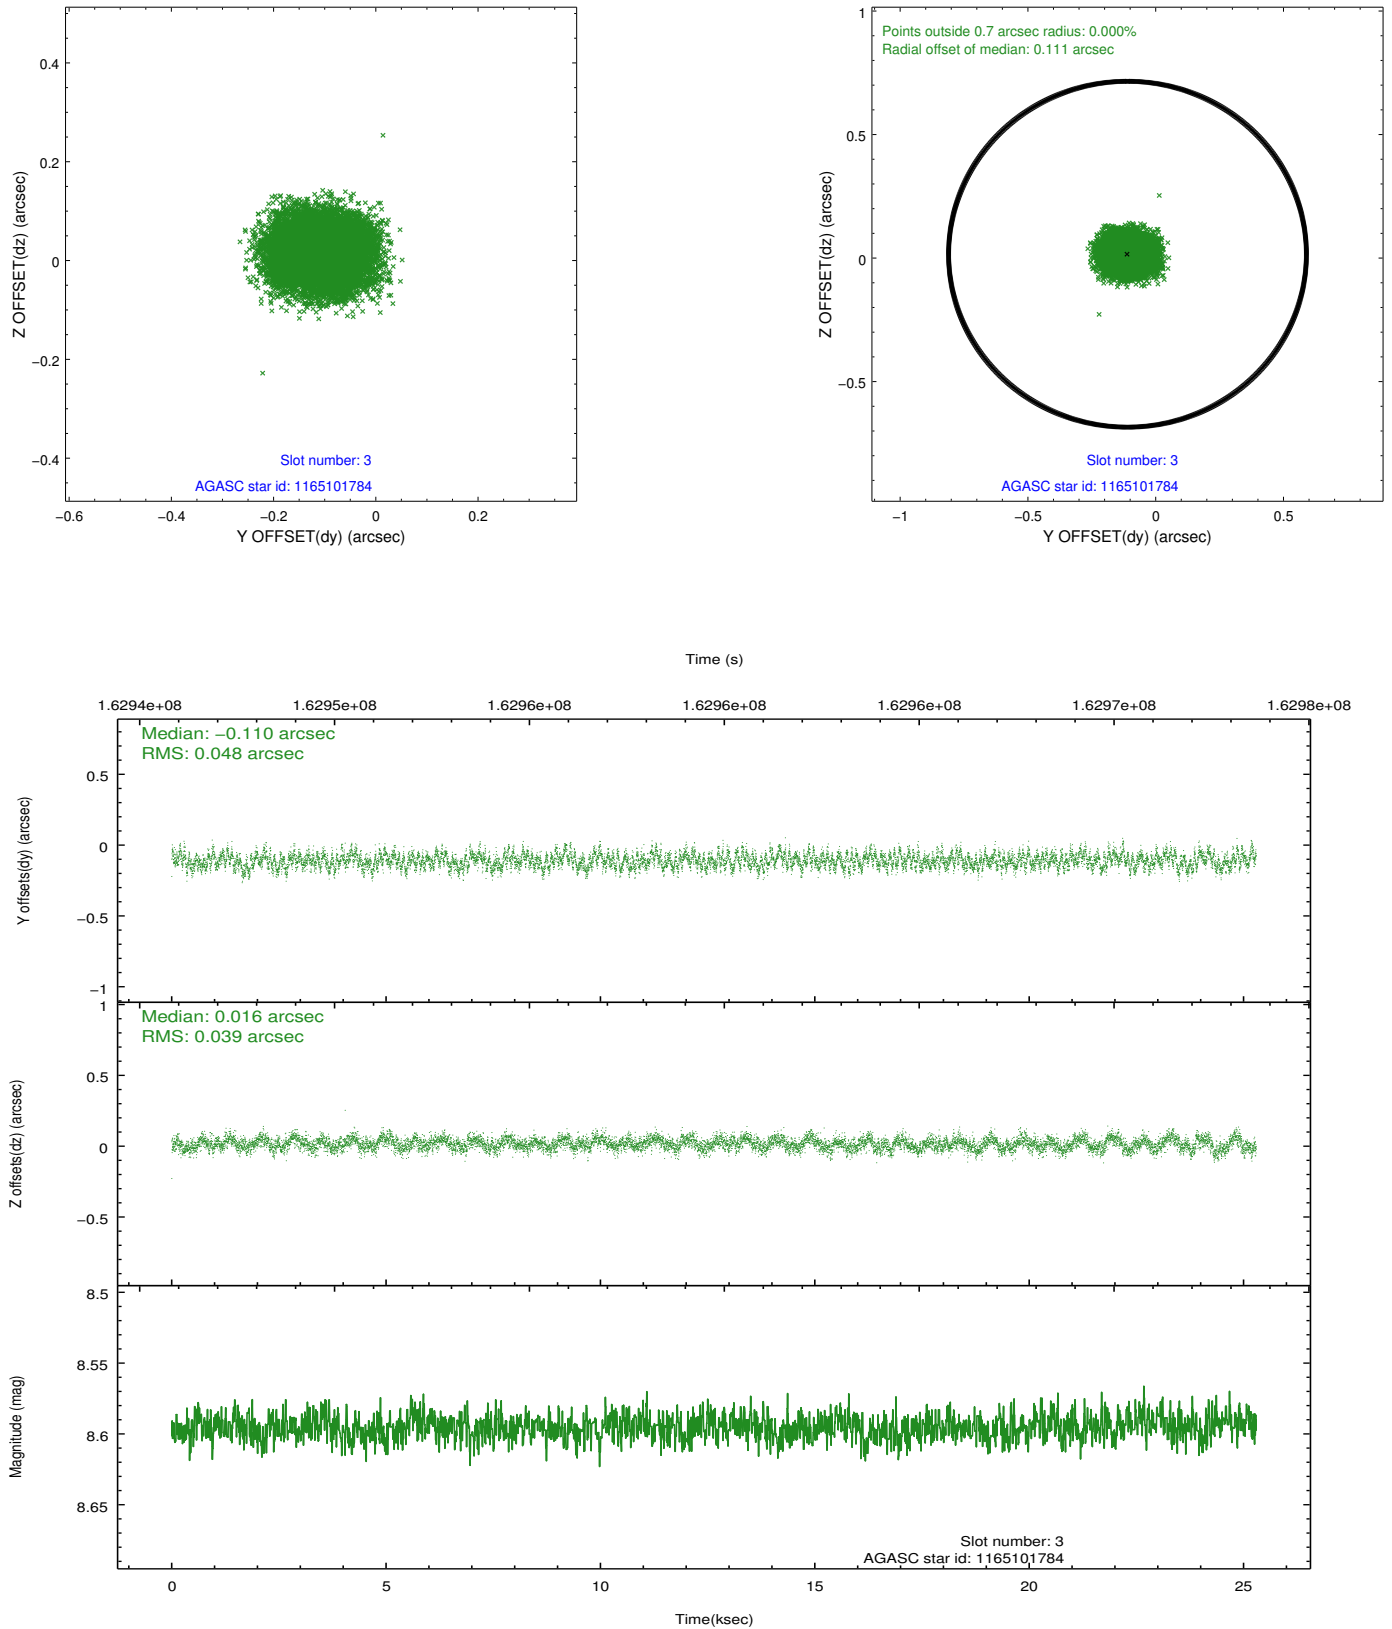 0.4
0.2
0
−0.2
−0.4
Z OFFSET(dz) (arcsec)
Slot number: 3
AGASC star id: 1165101784
−0.6
−0.4
−0.2
0
0.2
Y OFFSET(dy) (arcsec)
Points outside 0.7 arcsec radius: 0.000%
Radial offset of median: 0.111 arcsec
1
0.5
0
−0.5
Z OFFSET(dz) (arcsec)
Slot number: 3
AGASC star id: 1165101784
−1
−0.5
0
0.5
Y OFFSET(dy) (arcsec)
Time (s)
1.6294e+08
1.6295e+08
1.6296e+08
1.6296e+08
1.6296e+08
1.6297e+08
1.6298e+08
Median: −0.110 arcsec
RMS: 0.048 arcsec
0.5
0
−0.5
−1
Y offsets(dy) (arcsec)
Median: 0.016 arcsec
RMS: 0.039 arcsec
1
0.5
0
−0.5
Z offsets(dz) (arcsec)
8.5
8.55
8.6
8.65
Magnitude (mag)
Slot number: 3
AGASC star id: 1165101784
0
5
10
15
20
25
Time(ksec)